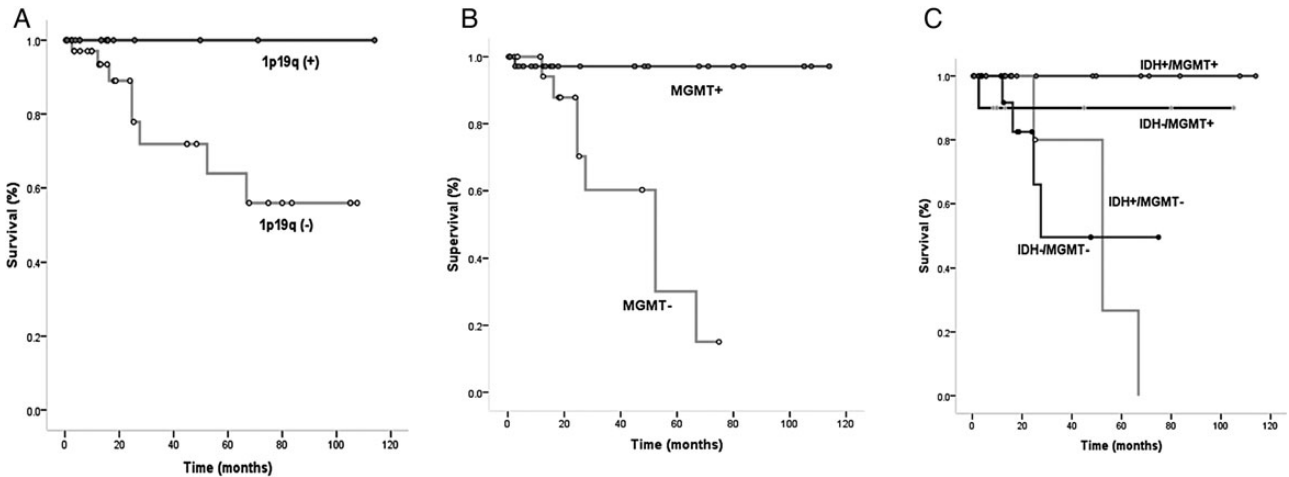 A
1.0
0.8
0.6
0.4
0.2
0.0
Survival (%)
1p19q (+)
1p19q (-)
0 20 40 60 80 100 120
Time (months)
B
1.0
0.8
0.6
0.4
0.2
0.0
Supervival (%)
MGMT+
MGMT-
0 20 40 60 80 100 120
Time (months)
C
1.0
0.8
0.6
0.4
0.2
0.0
Survival (%)
IDH+/MGMT+
IDH-/MGMT+
IDH+/MGMT-
IDH-/MGMT-
0 20 40 60 80 100 120
Time (months)